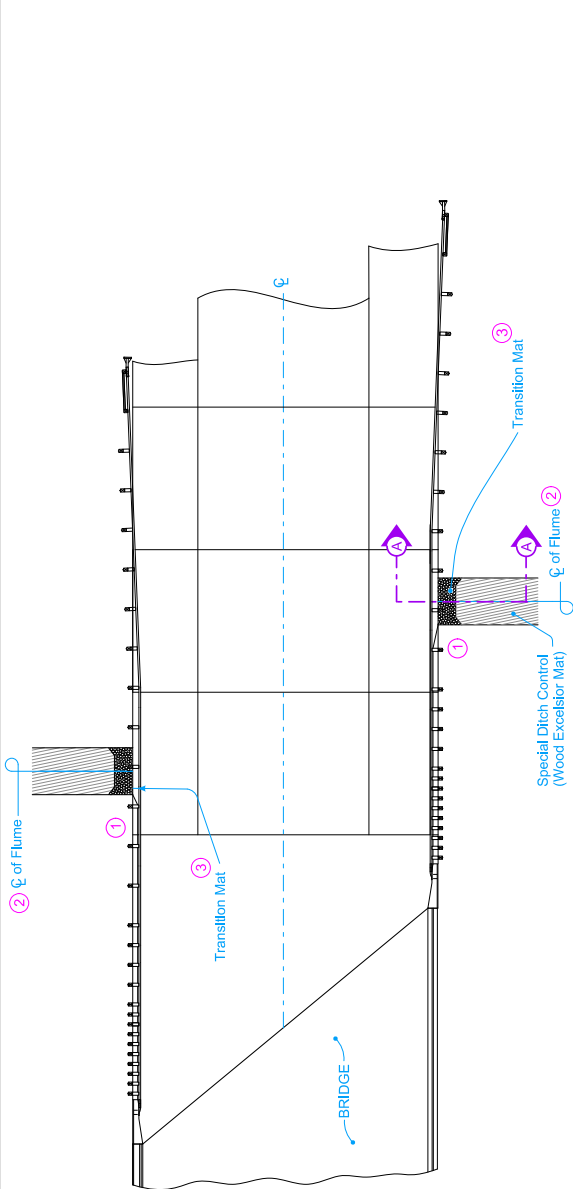 ② ℄ of Flume
①
③
Transition Mat
℄
BRIDGE
③
Transition Mat
A
A
℄ of Flume ②
①
Special Ditch Control
(Wood Excelsior Mat)